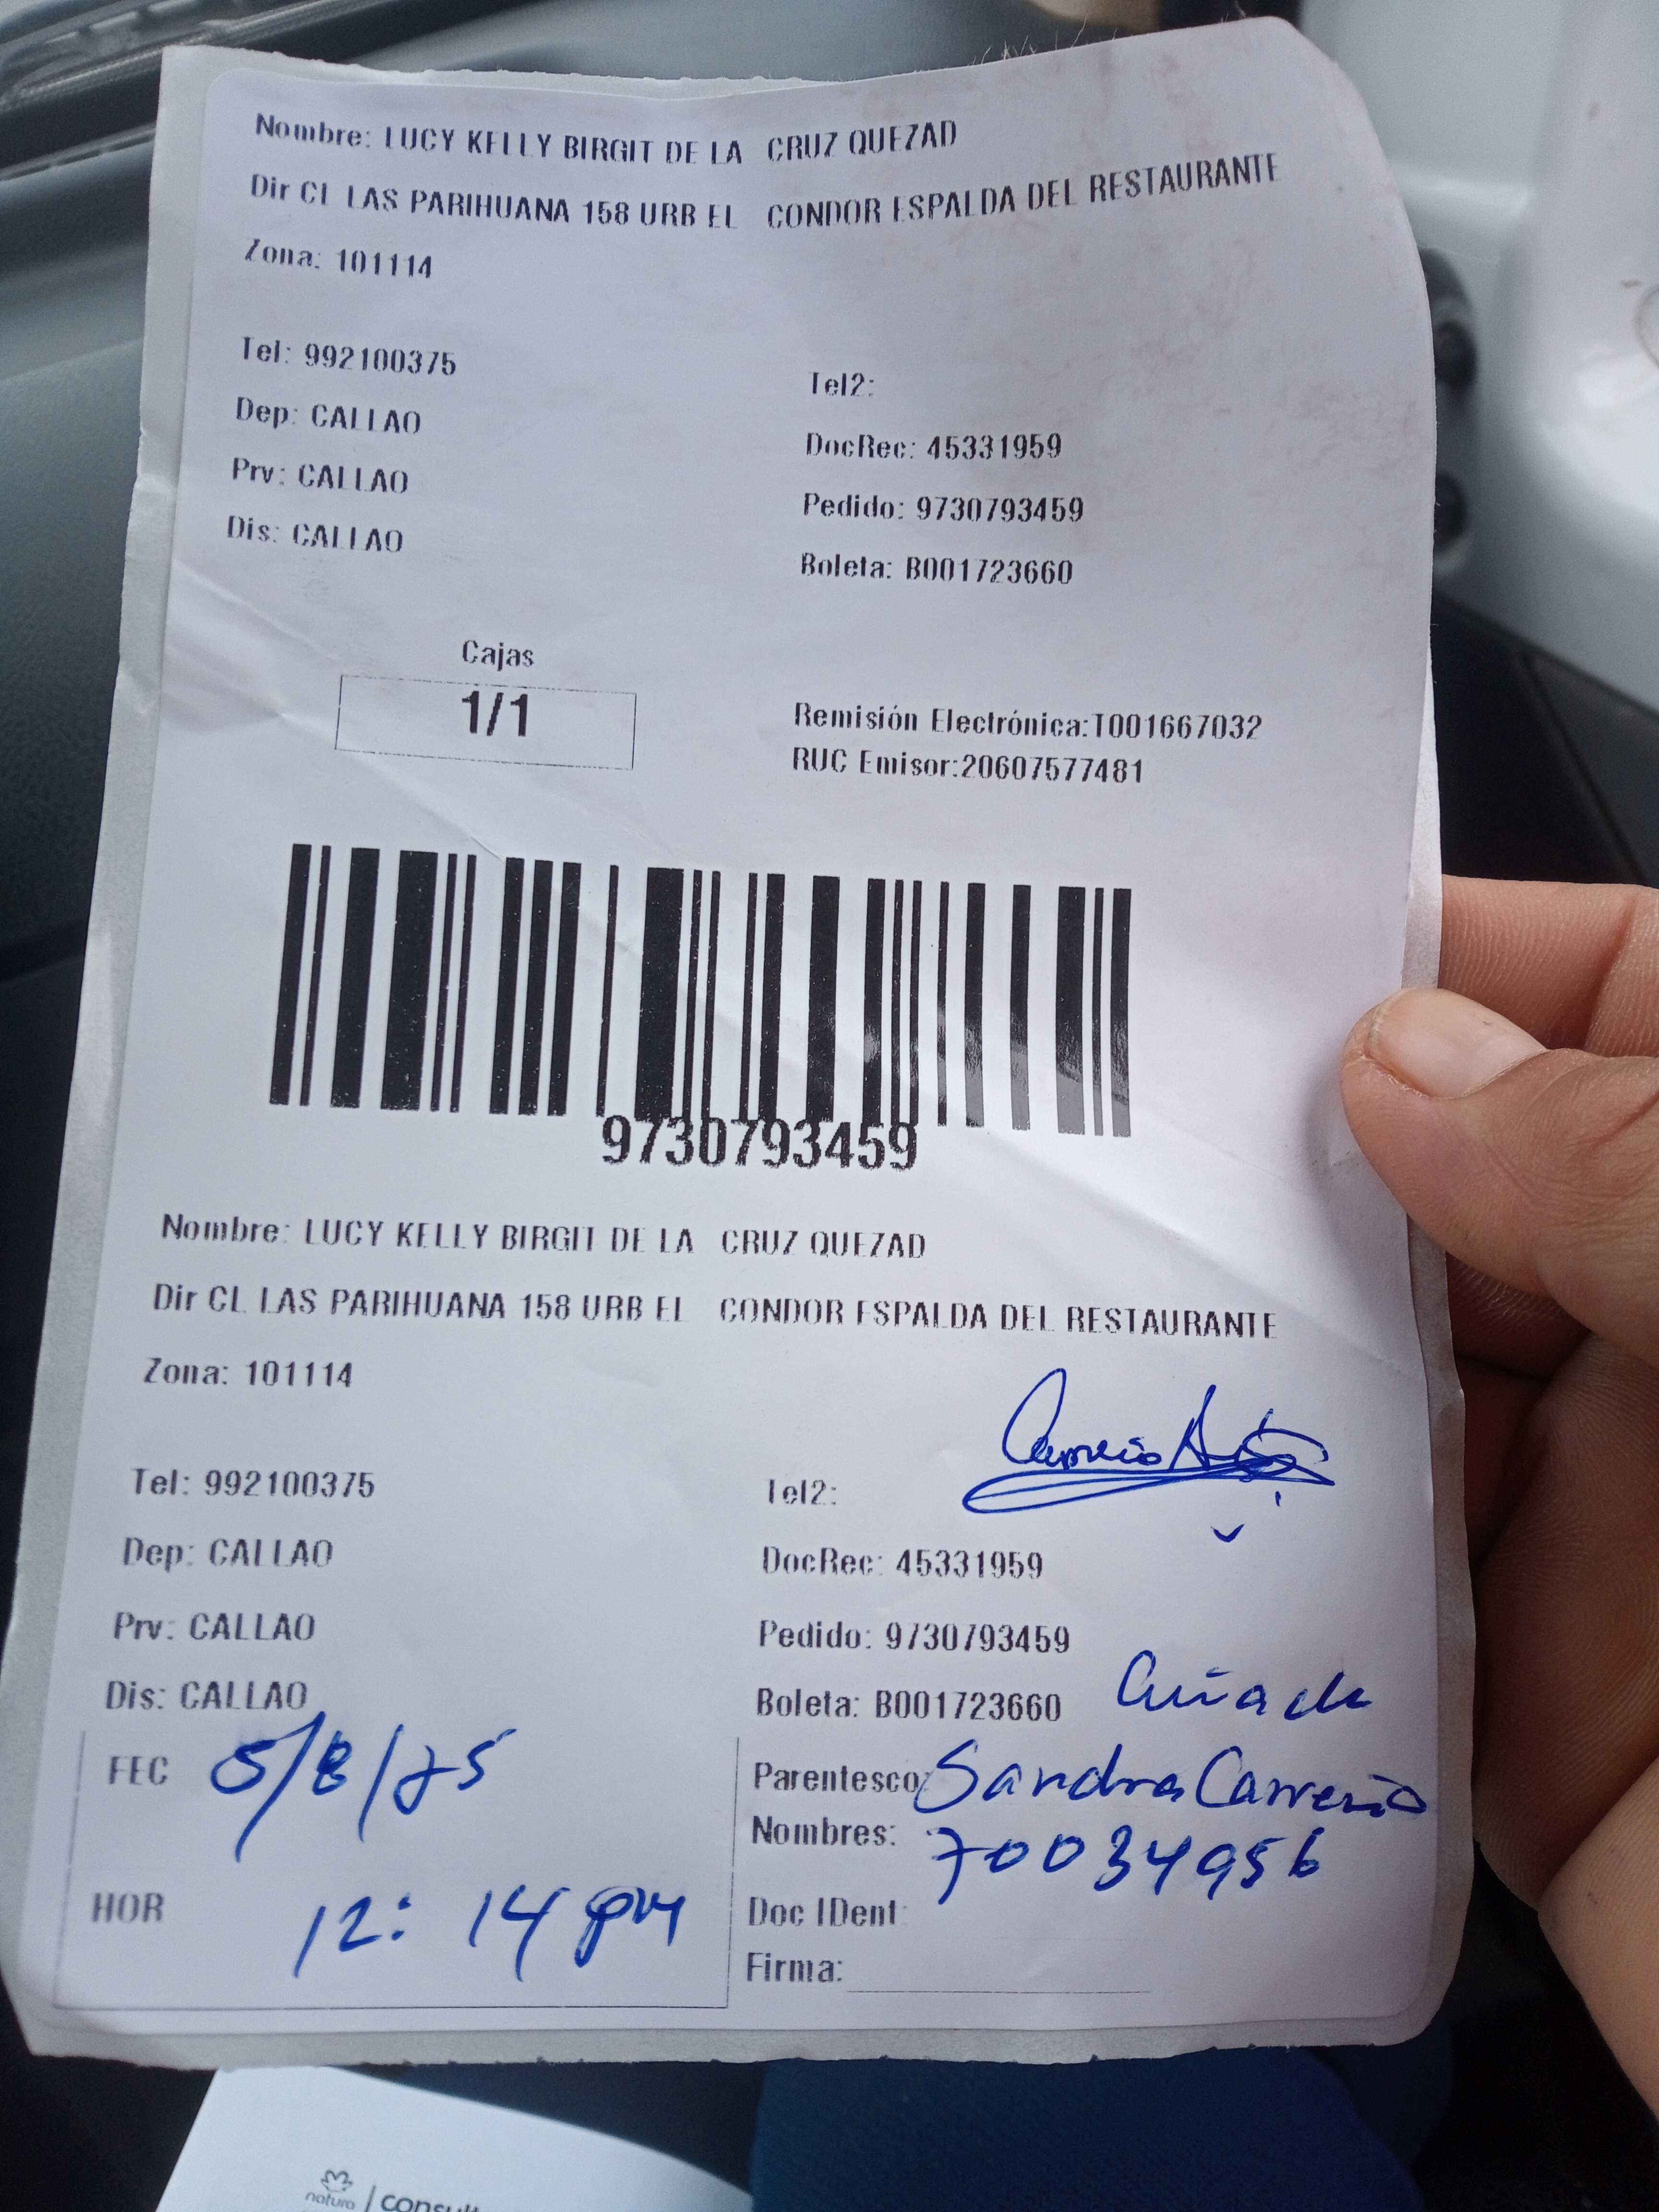 Nombre: LUCY KELLY BIRGIT DE LA CRUZ QUEZAD
Dir CL LAS PARIHUANA 158 URB EL CONDOR ESPALDA DEL RESTAURANTE
Zona: 101114
Tel: 992100375
Tel2:
Dep: CALLAO
DocRec: 45331959
Prv: CALLAO
Pedido: 9730793459
Dis: CALLAO
Boleta: B001723660
Cajas
1/1
Remisión Electrónica:T001667032
RUC Emisor:20607577481
9730793459
Nombre: LUCY KELLY BIRGIT DE LA CRUZ QUEZAD
Dir CL LAS PARIHUANA 158 URB EL CONDOR ESPALDA DEL RESTAURANTE
Zona: 101114
Carreño
Tel: 992100375
Tel2:
Dep: CALLAO
DocRec: 45331959
Prv: CALLAO
Pedido: 9730793459
Dis: CALLAO
Boleta: B001723660
FEC 5/8/25
Parentesco: Sandra Carreño
Nombres: 70034956
HOR 12:14 pm
Doc IDent:
Firma:
natura | consult